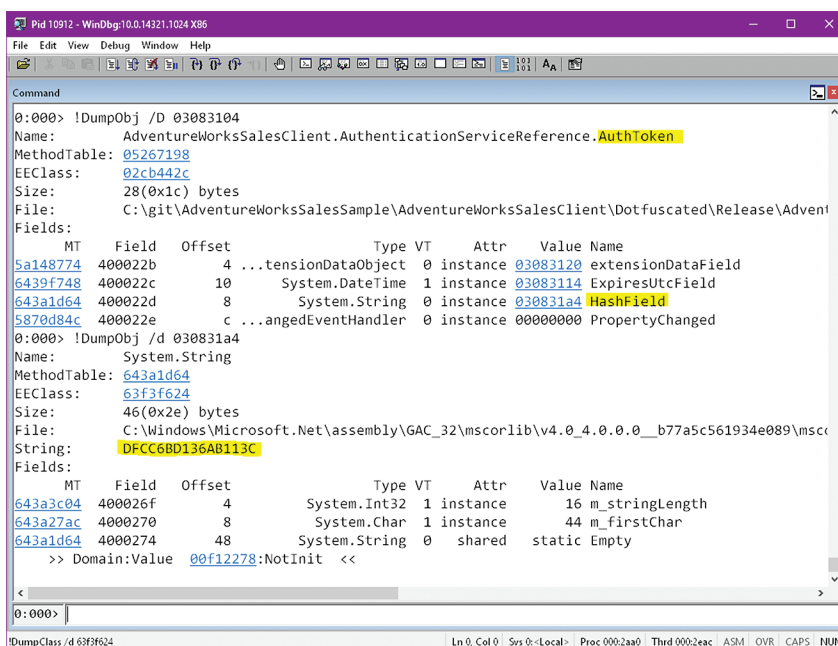 Pid 10912 - WinDbg:10.0.14321.1024 X86
File Edit View Debug Window Help
Command
0:000> !DumpObj /D 03083104
Name: AdventureWorksSalesClient.AuthenticationServiceReference.AuthToken
MethodTable: 05267198
EEClass: 02cb442c
Size: 28(0x1c) bytes
File: C:\git\AdventureWorksSalesSample\AdventureWorksSalesClient\Dotfuscated\Release\Advent
Fields:
MT Field Offset Type VT Attr Value Name
5a148774 400022b 4 ...tensionDataObject 0 instance 03083120 extensionDataField
6439f748 400022c 10 System.DateTime 1 instance 03083114 ExpiresUtcField
643a1d64 400022d 8 System.String 0 instance 030831a4 HashField
5870d84c 400022e c ...angedEventHandler 0 instance 00000000 PropertyChanged
0:000> !DumpObj /d 030831a4
Name: System.String
MethodTable: 643a1d64
EEClass: 63f3f624
Size: 46(0x2e) bytes
File: C:\Windows\Microsoft.Net\assembly\GAC_32\mscorlib\v4.0_4.0.0.0__b77a5c561934e089\msco
String: DFCC6BD136AB113C
Fields:
MT Field Offset Type VT Attr Value Name
643a3c04 400026f 4 System.Int32 1 instance 16 m_stringLength
643a27ac 4000270 8 System.Char 1 instance 44 m_firstChar
643a1d64 4000274 48 System.String 0 shared static Empty
>> Domain:Value 00f12278:NotInit <<
0:000>
!DumpClass /d 63f3f624 Ln 0, Col 0 Sys 0:<Local> Proc 000:2aa0 Thrd 000:2eac ASM OVR CAPS NUM